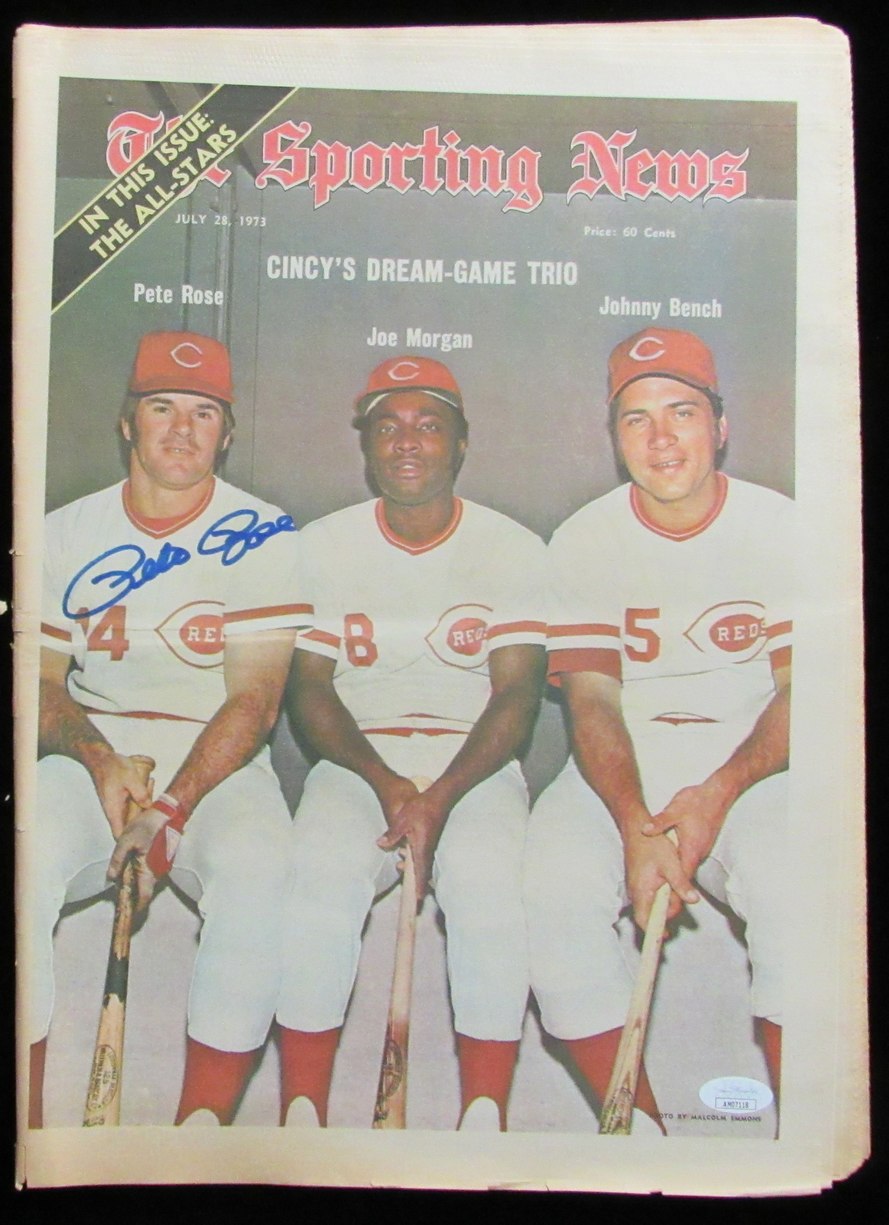 The Sporting News
IN THIS ISSUE:
THE ALL-STARS
JULY 28, 1973
Price: 60 Cents
CINCY'S DREAM-GAME TRIO
Pete Rose
Joe Morgan
Johnny Bench
Pete Rose
14
REDS
8
REDS
5
REDS
AM07118
PHOTO BY MALCOLM EMMONS